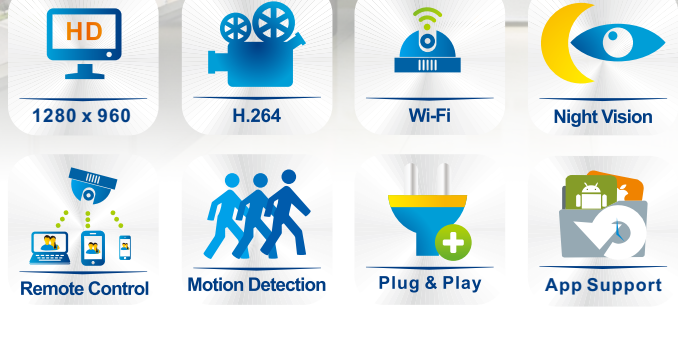 HD
1280 x 960
H.264
Wi-Fi
Night Vision
Remote Control
Motion Detection
Plug & Play
App Support